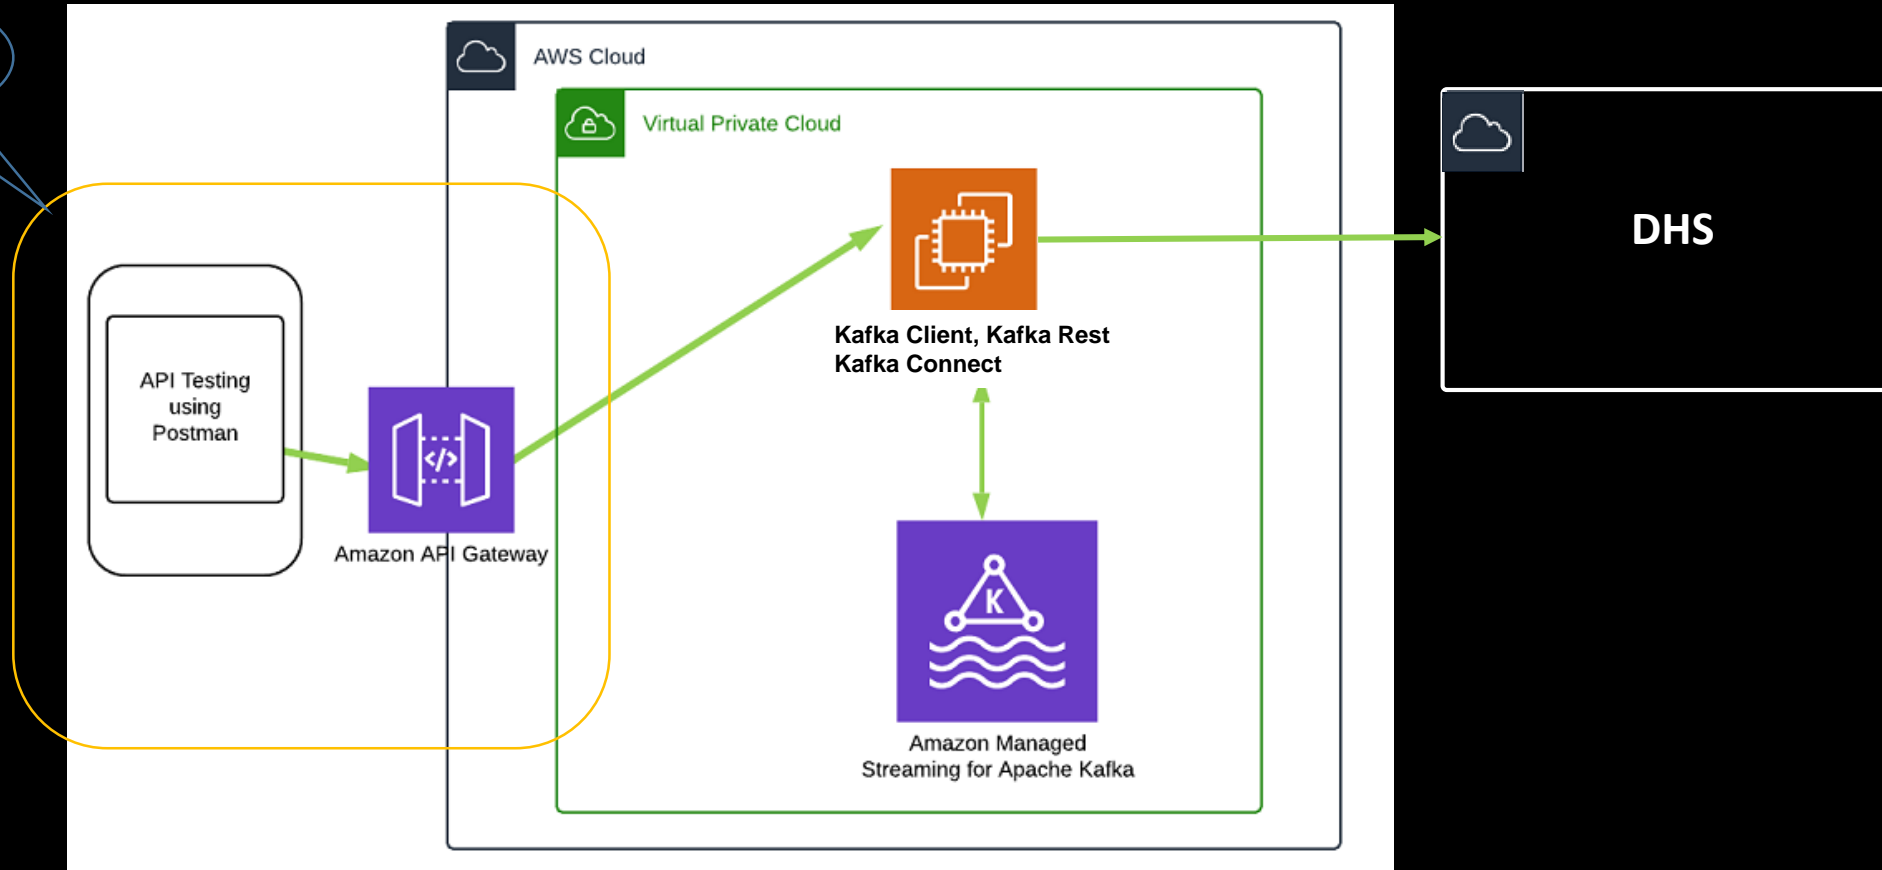 AWS Cloud
Virtual Private Cloud
DHS
Kafka Client, Kafka Rest
Kafka Connect
API Testing
using
Postman
</>
Amazon API Gateway
K
Amazon Managed
Streaming for Apache Kafka